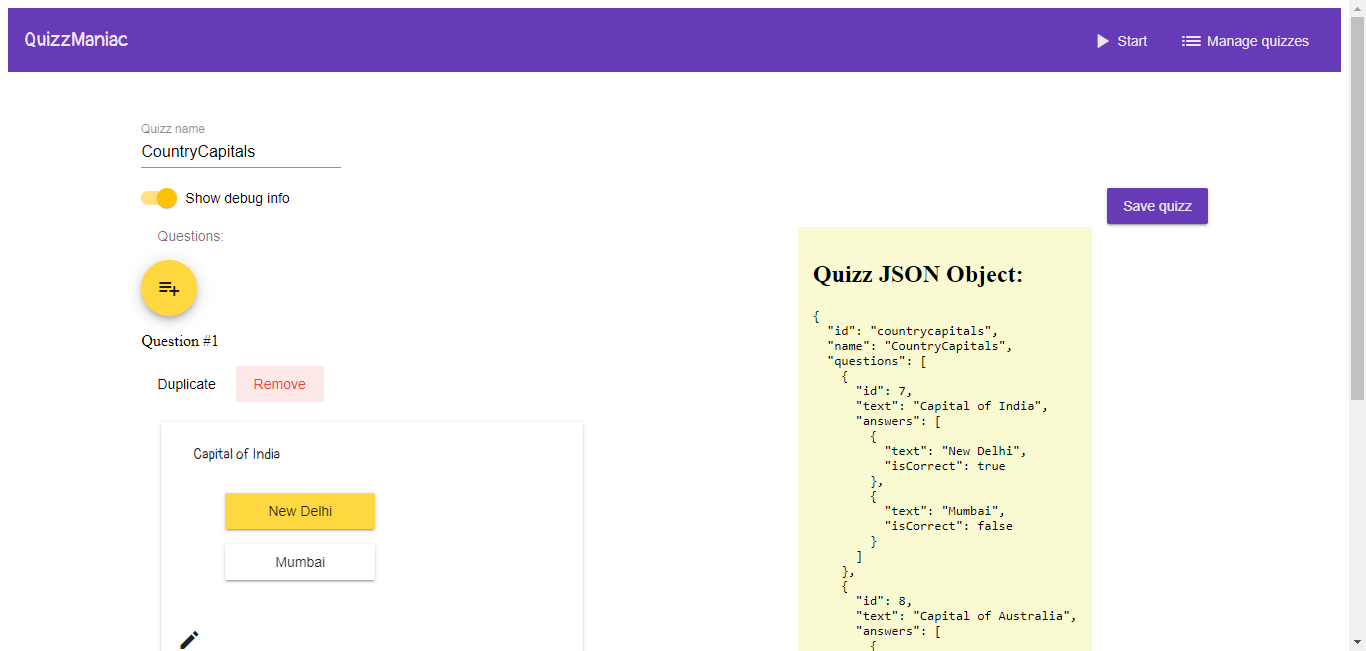 QuizzManiac
Start
Manage quizzes
Quizz name
CountryCapitals
Show debug info
Save quizz
Questions:
Question #1
Duplicate
Remove
Capital of India
New Delhi
Mumbai
Quizz JSON Object:
{
"id": "countrycapitals",
"name": "CountryCapitals",
"questions": [
{
"id": 7,
"text": "Capital of India",
"answers": [
{
"text": "New Delhi",
"isCorrect": true
},
{
"text": "Mumbai",
"isCorrect": false
}
]
},
{
"id": 8,
"text": "Capital of Australia",
"answers": [
{